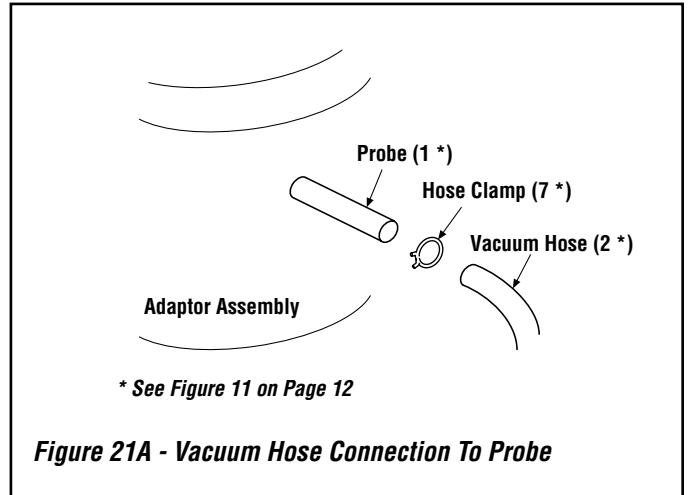 Probe (1 *)
Hose Clamp (7 *)
Vacuum Hose (2 *)
Adaptor Assembly
* See Figure 11 on Page 12
Figure 21A - Vacuum Hose Connection To Probe